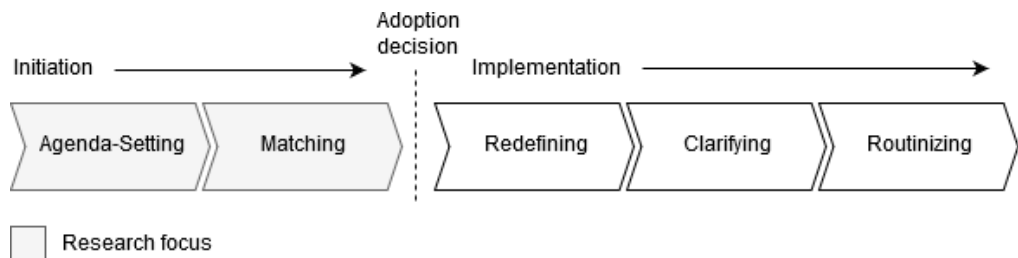 Adoption
decision
Initiation
Implementation
Agenda-Setting
Matching
Redefining
Clarifying
Routinizing
Research focus